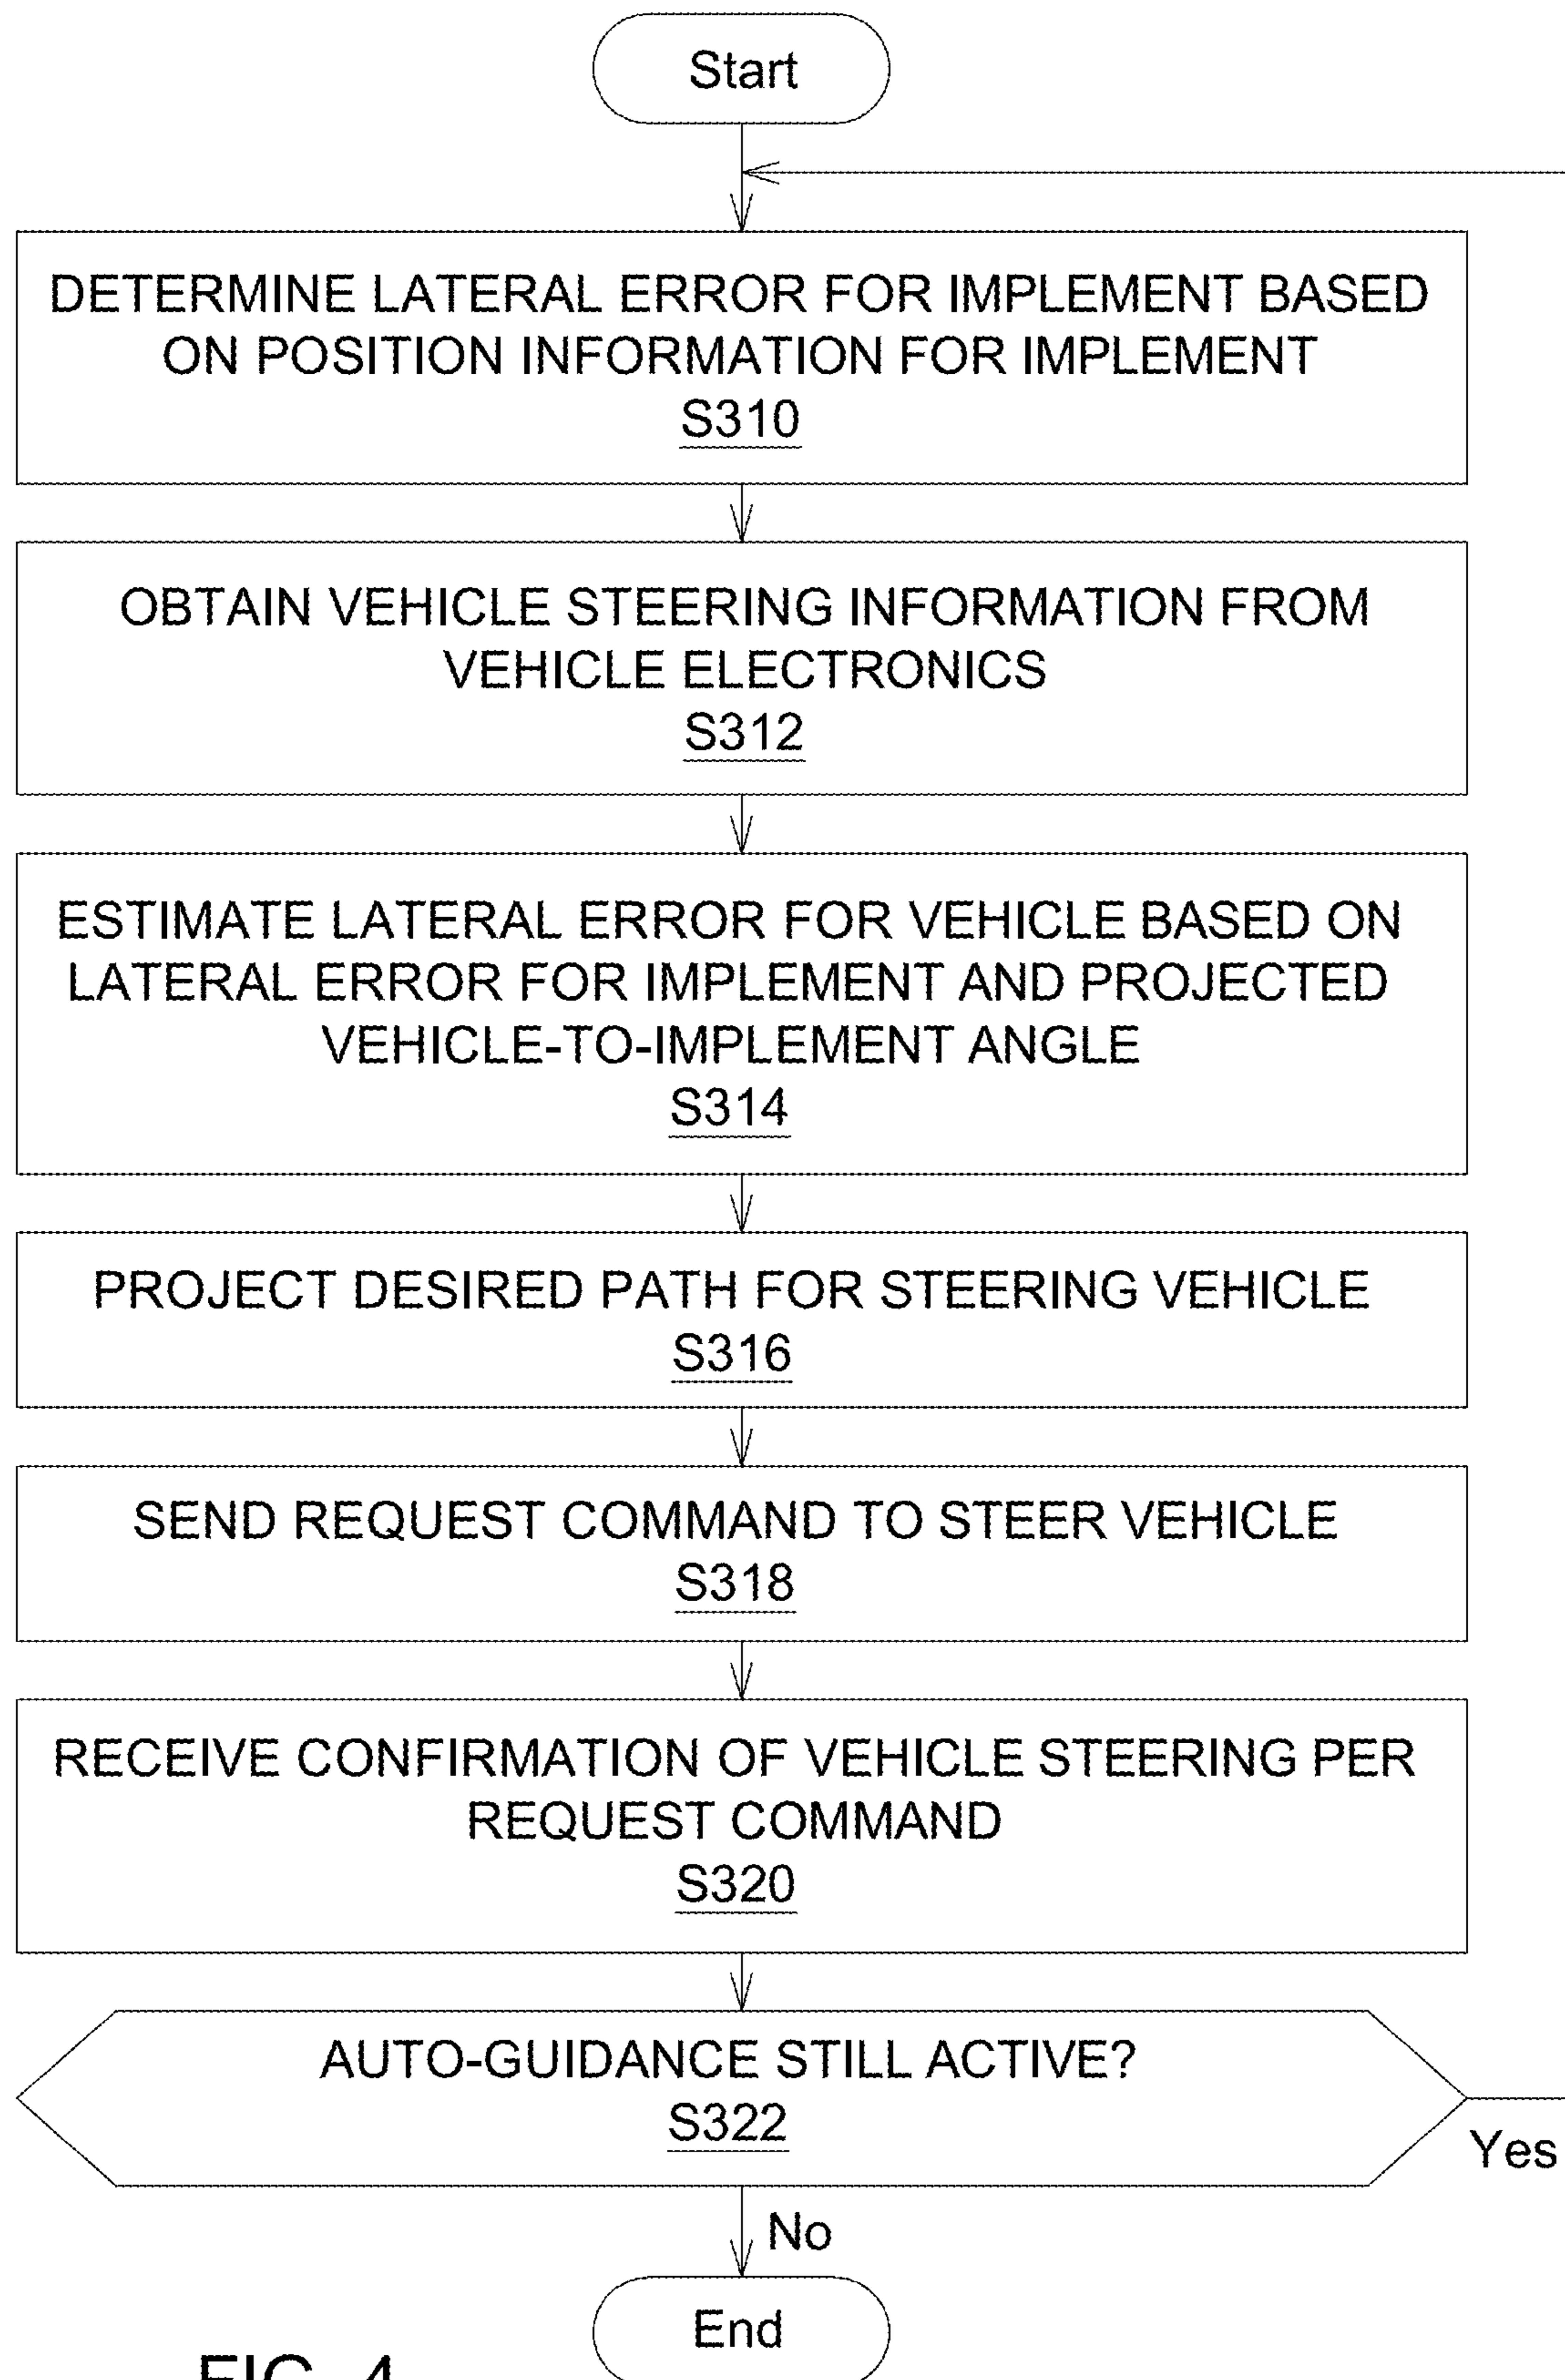 Start
DETERMINE LATERAL ERROR FOR IMPLEMENT BASED
ON POSITION INFORMATION FOR IMPLEMENT
S310
OBTAIN VEHICLE STEERING INFORMATION FROM
VEHICLE ELECTRONICS
S312
ESTIMATE LATERAL ERROR FOR VEHICLE BASED ON
LATERAL ERROR FOR IMPLEMENT AND PROJECTED
VEHICLE-TO-IMPLEMENT ANGLE
S314
PROJECT DESIRED PATH FOR STEERING VEHICLE
S316
SEND REQUEST COMMAND TO STEER VEHICLE
S318
RECEIVE CONFIRMATION OF VEHICLE STEERING PER
REQUEST COMMAND
S320
AUTO-GUIDANCE STILL ACTIVE?
S322
Yes
No
End
FIG. 4